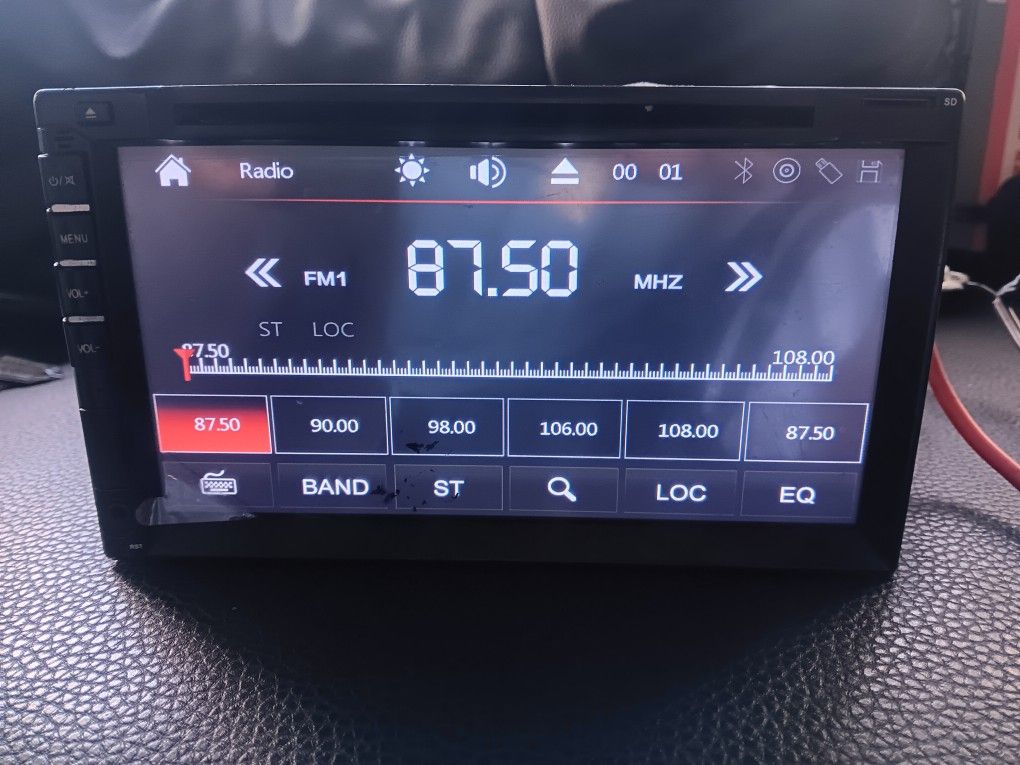 SD
Radio 00 01
MENU
VOL+
VOL-
FM1 87.50 MHZ
ST LOC
87.50 108.00
87.50 90.00 98.00 106.00 108.00 87.50
BAND ST LOC EQ
RST